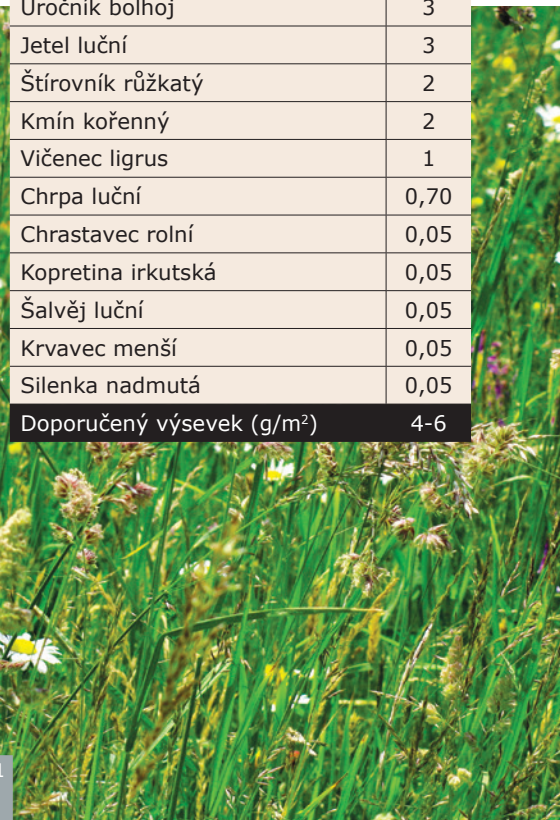 Úročník bolhoj 3
Jetel luční 3
Štírovník růžkatý 2
Kmín kořenný 2
Vičenec ligrus 1
Chrpa luční 0,70
Chrastavec rolní 0,05
Kopretina irkutská 0,05
Šalvěj luční 0,05
Krvavec menší 0,05
Silenka nadmutá 0,05
Doporučený výsevek (g/m²) 4-6